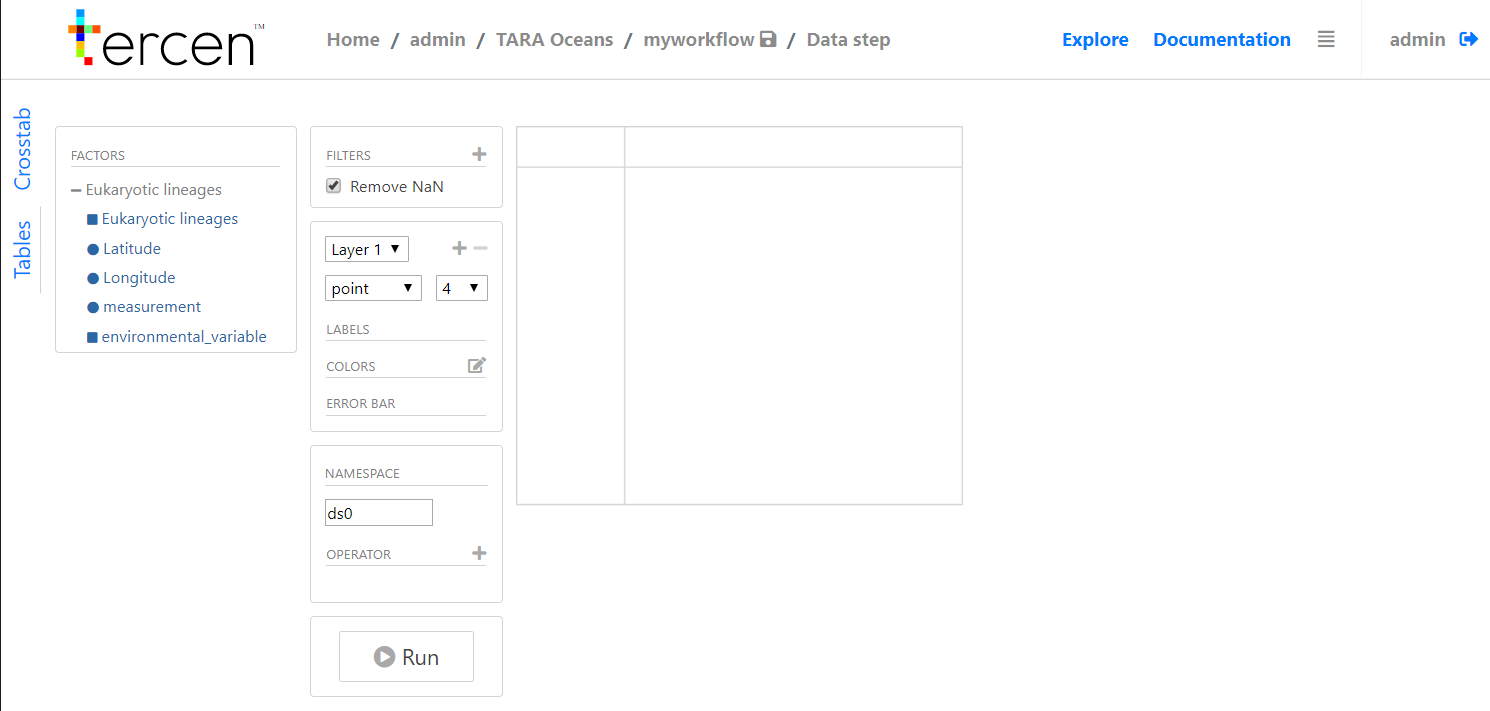 tercen™
Home / admin / TARA Oceans / myworkflow / Data step
Explore Documentation admin
Crosstab
Tables
FACTORS
Eukaryotic lineages
Eukaryotic lineages
Latitude
Longitude
measurement
environmental_variable
FILTERS
Remove NaN
Layer 1
point 4
LABELS
COLORS
ERROR BAR
NAMESPACE
ds0
OPERATOR
Run